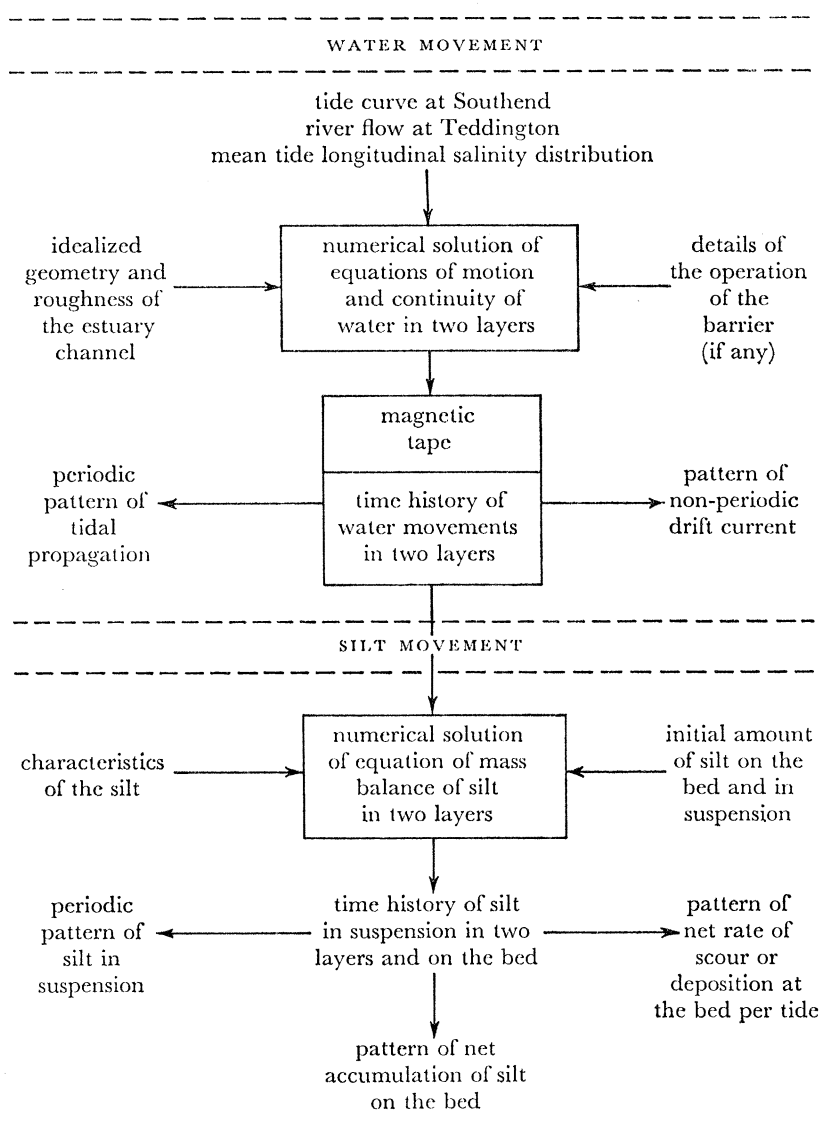 WATER MOVEMENT
tide curve at Southend
river flow at Teddington
mean tide longitudinal salinity distribution
idealized
geometry and
roughness of
the estuary
channel
numerical solution of
equations of motion
and continuity of
water in two layers
details of
the operation
of the
barrier
(if any)
magnetic
tape
periodic
pattern of
tidal
propagation
time history of
water movements
in two layers
pattern of
non-periodic
drift current
SILT MOVEMENT
characteristics
of the silt
numerical solution
of equation of mass
balance of silt
in two layers
initial amount
of silt on the
bed and in
suspension
periodic
pattern of
silt in
suspension
time history of silt
in suspension in two
layers and on the bed
pattern of
net rate of
scour or
deposition at
the bed per tide
pattern of net
accumulation of silt
on the bed